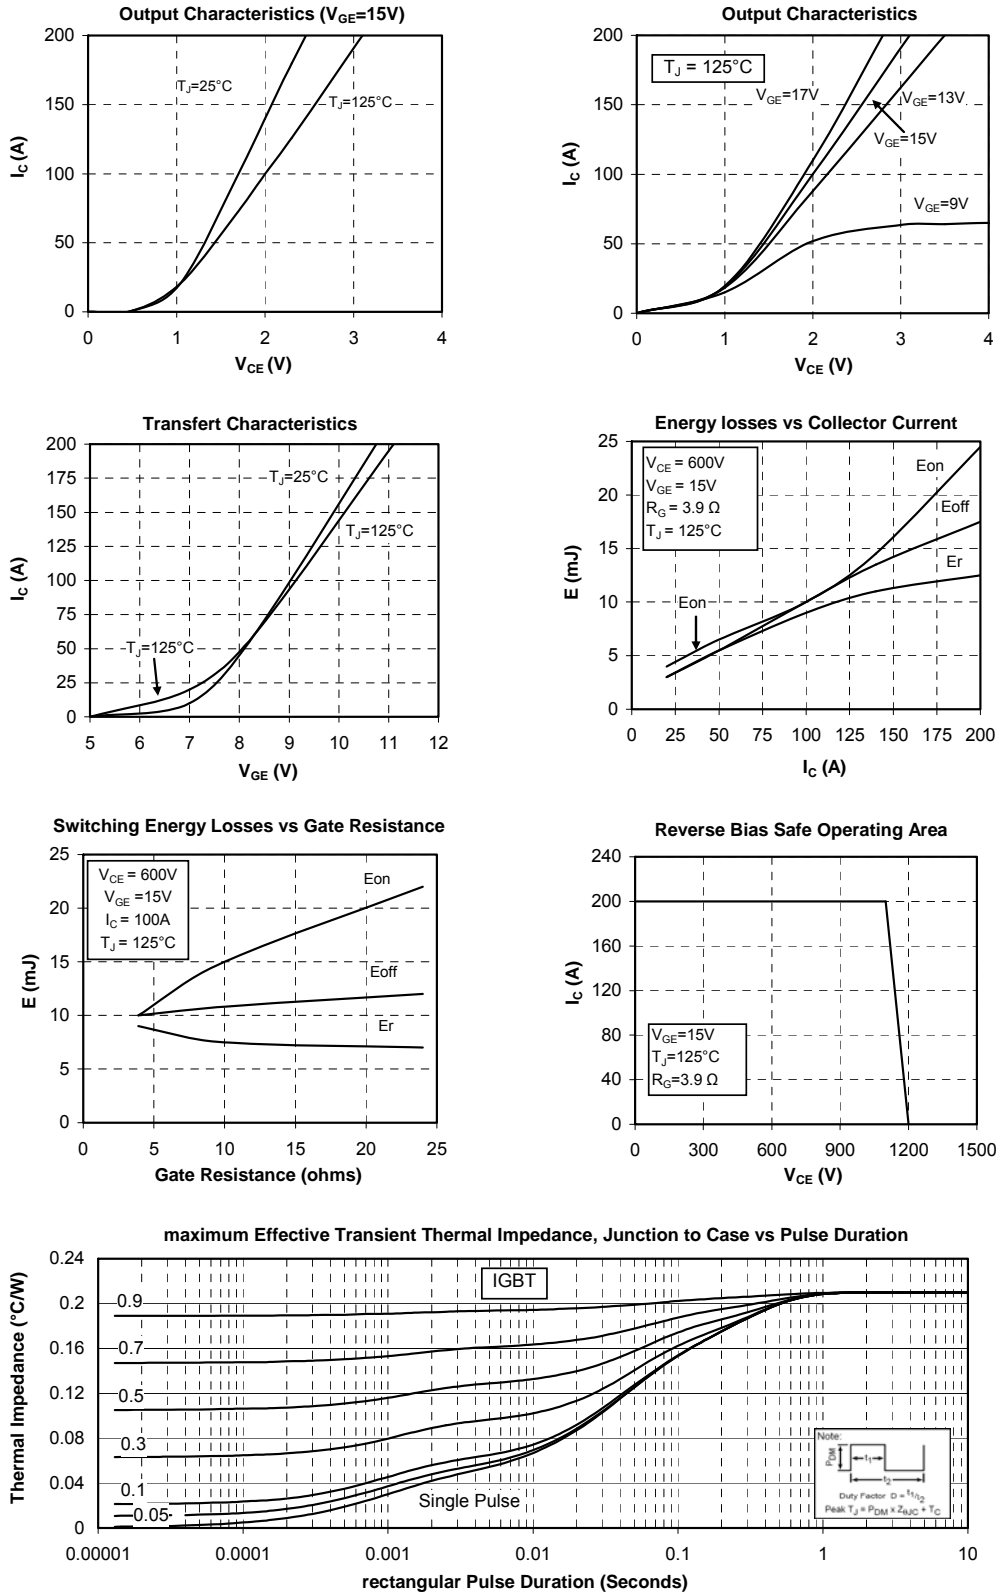 Output Characteristics (VGE=15V)
200
150
100
50
0
0 1 2 3 4
IC (A)
VCE (V)
TJ=25°C
TJ=125°C
Output Characteristics
200
150
100
50
0
0 1 2 3 4
IC (A)
VCE (V)
TJ = 125°C
VGE=17V
VGE=13V
VGE=15V
VGE=9V
Transfert Characteristics
200
175
150
125
100
75
50
25
0
5 6 7 8 9 10 11 12
IC (A)
VGE (V)
TJ=25°C
TJ=125°C
TJ=125°C
Energy losses vs Collector Current
25
20
15
10
5
0
0 25 50 75 100 125 150 175 200
E (mJ)
IC (A)
VCE = 600V
VGE = 15V
RG = 3.9 Ω
TJ = 125°C
Eon
Eoff
Er
Eon
Switching Energy Losses vs Gate Resistance
25
20
15
10
5
0
0 5 10 15 20 25
E (mJ)
Gate Resistance (ohms)
VCE = 600V
VGE =15V
IC = 100A
TJ = 125°C
Eon
Eoff
Er
Reverse Bias Safe Operating Area
240
200
160
120
80
40
0
0 300 600 900 1200 1500
IC (A)
VCE (V)
VGE=15V
TJ=125°C
RG=3.9 Ω
maximum Effective Transient Thermal Impedance, Junction to Case vs Pulse Duration
0.24
0.2
0.16
0.12
0.08
0.04
0
0.00001 0.0001 0.001 0.01 0.1 1 10
Thermal Impedance (°C/W)
rectangular Pulse Duration (Seconds)
IGBT
0.9
0.7
0.5
0.3
0.1
0.05
Single Pulse
Note:
PDM
t1
t2
Duty Factor D = t1/t2
Peak TJ = PDM x ZθJC + TC